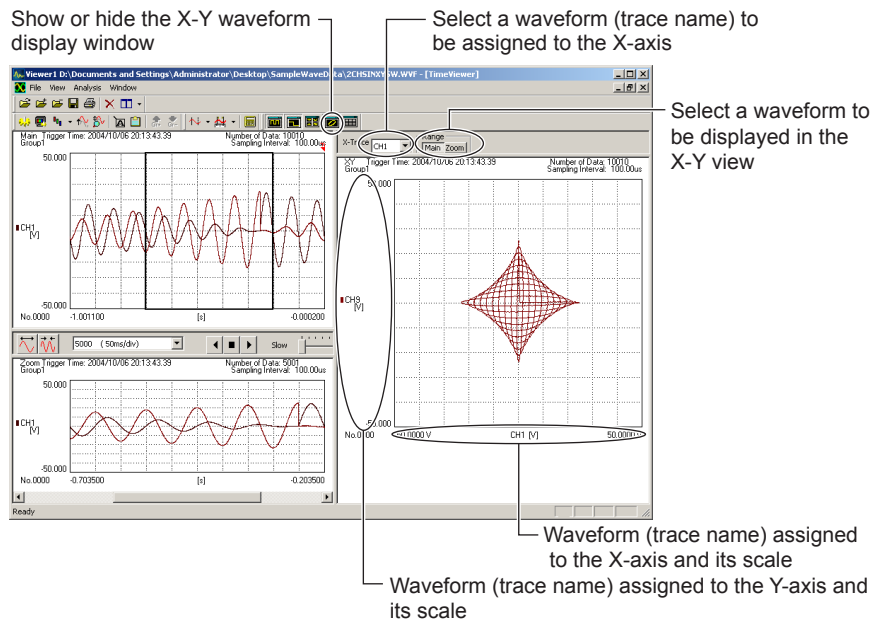 Show or hide the X-Y waveform
display window
Select a waveform (trace name) to
be assigned to the X-axis
Viewer1 D:\Documents and Settings\Administrator\Desktop\SampleWaveData\2CHSINXYSW.WVF - [TimeViewer]
File View Analysis Window
Select a waveform to
be displayed in the
X-Y view
Main Trigger Time: 2004/10/06 20:13:43.39 Number of Data: 10010
Group1 Sampling Interval: 100.00us
50.000
CH1
[V]
-50.000
No.0000 -1.001100 [s] -0.000200
5000 ( 50ms/div) Slow
Zoom Trigger Time: 2004/10/06 20:13:43.39 Number of Data: 5001
Group1 Sampling Interval: 100.00us
50.000
CH1
[V]
-50.000
No.0000 -0.703500 [s] -0.203500
Ready
X-Trace CH1 Range
Main Zoom
XY Trigger Time: 2004/10/06 20:13:43.39 Number of Data: 10010
Group1 Sampling Interval: 100.00us
50.000
CH9
[V]
-50.000
CH1 [V]
Waveform (trace name) assigned
to the X-axis and its scale
Waveform (trace name) assigned to the Y-axis and
its scale